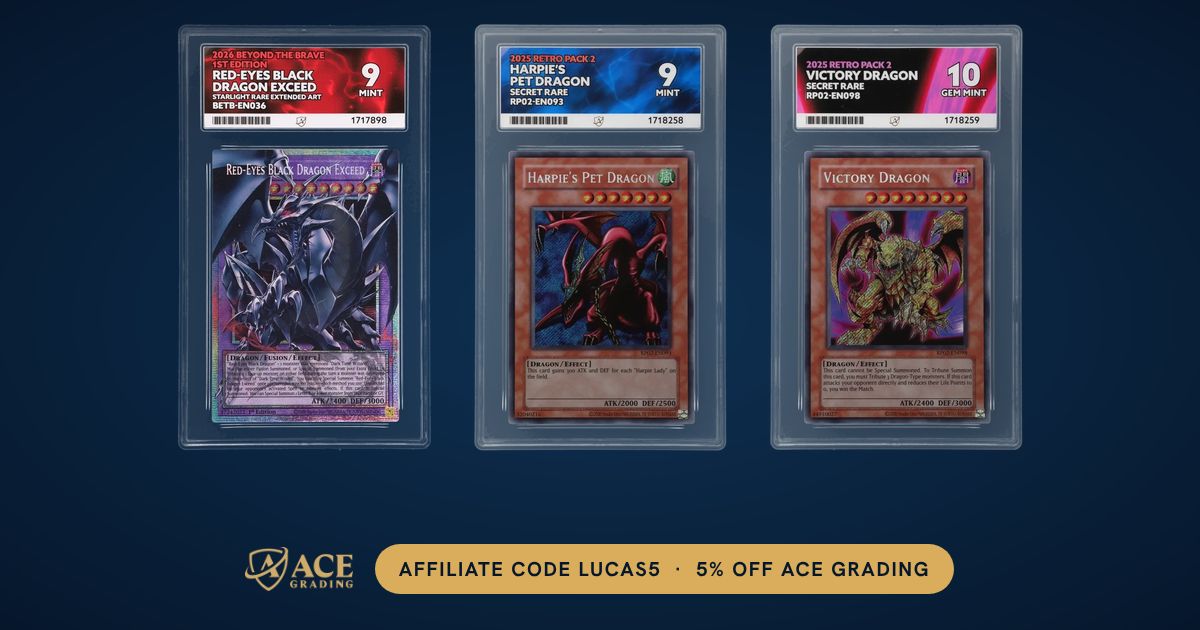 2026 BEYOND THE BRAVE
1ST EDITION
RED-EYES BLACK
DRAGON EXCEED
STARLIGHT RARE EXTENDED ART
BETB-EN036
9
MINT
1717898
RED-EYES BLACK DRAGON EXCEED
[DRAGON/FUSION/EFFECT]
ATK/2400 DEF/3000
1st Edition
2025 RETRO PACK 2
HARPIE'S
PET DRAGON
SECRET RARE
RP02-EN093
9
MINT
1718258
HARPIE'S PET DRAGON
RP02-EN093
[DRAGON/EFFECT]
This card gains 300 ATK and DEF for each "Harpie Lady" on
the field.
ATK/2000 DEF/2500
2025 RETRO PACK 2
VICTORY DRAGON
SECRET RARE
RP02-EN098
10
GEM MINT
1718259
VICTORY DRAGON
RP02-EN098
[DRAGON/EFFECT]
This card cannot be Special Summoned. To Tribute Summon
this card, you must Tribute 3 Dragon-Type monsters. If this card
attacks your opponent directly and reduces their Life Points to
0, you win the Match.
ATK/2400 DEF/3000
ACE
GRADING
AFFILIATE CODE LUCAS5 · 5% OFF ACE GRADING